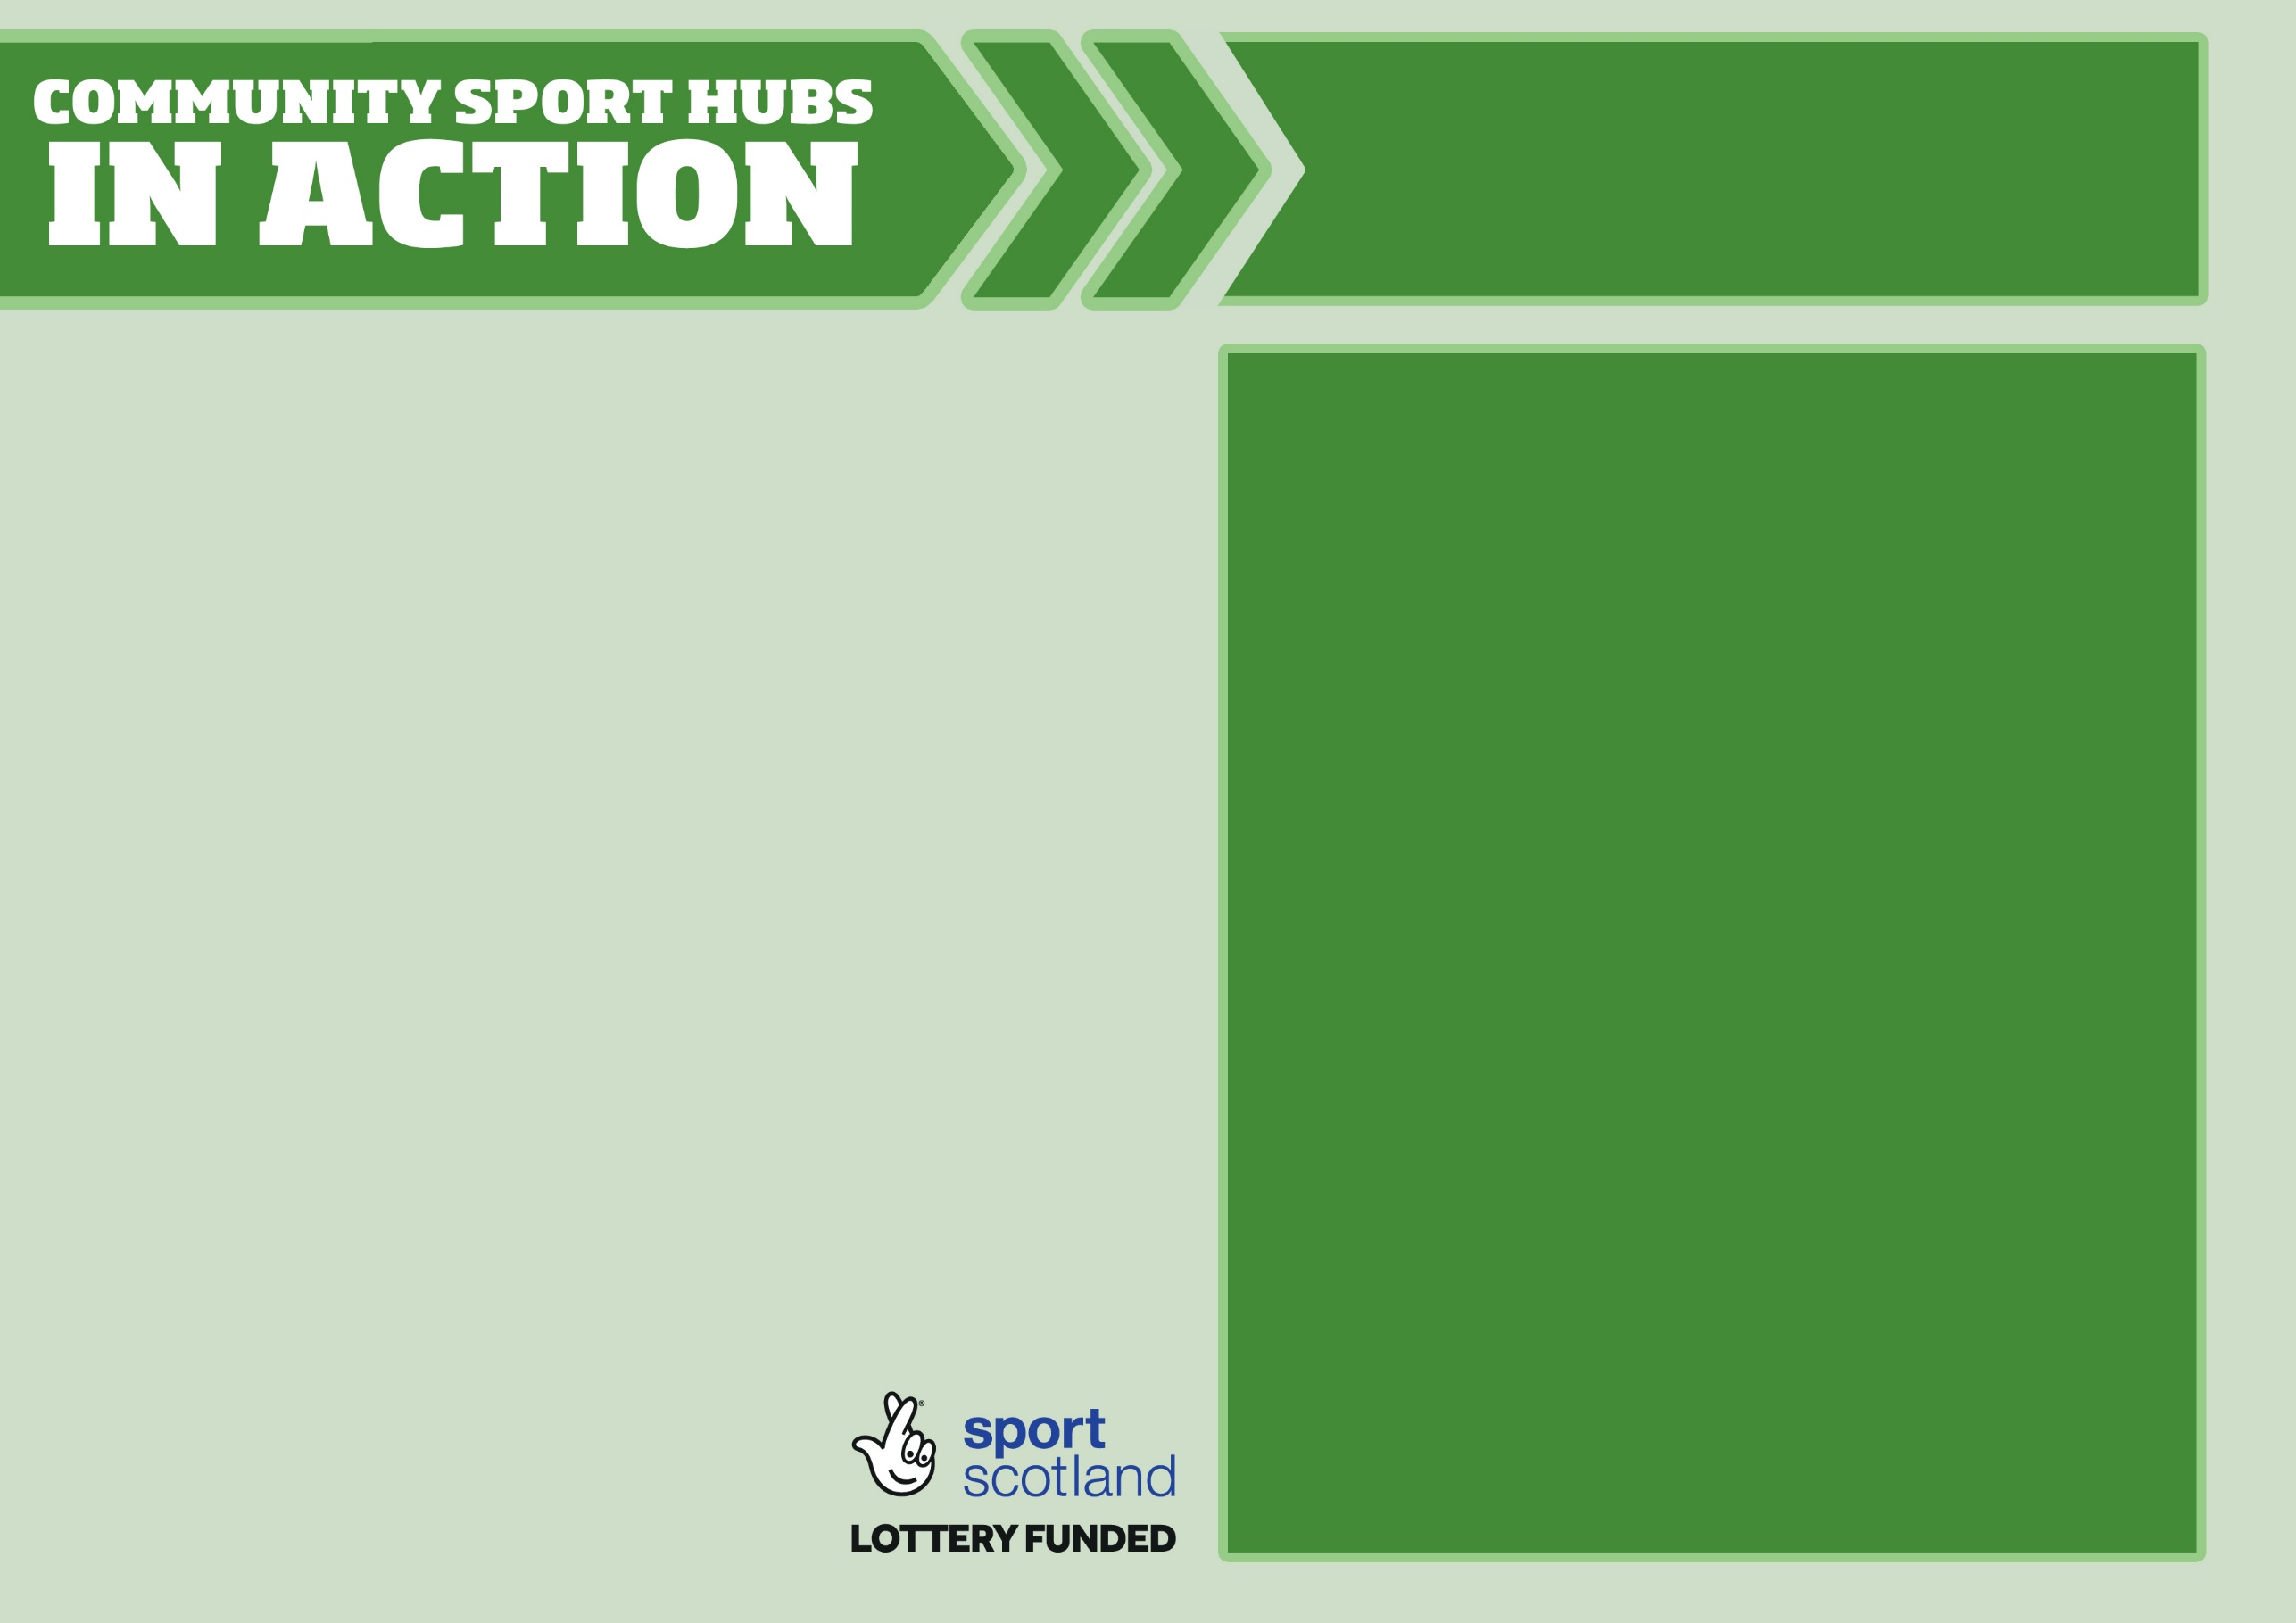 COMMUNITY SPORT HUBS
IN ACTION
®
sport
scotland
LOTTERY FUNDED